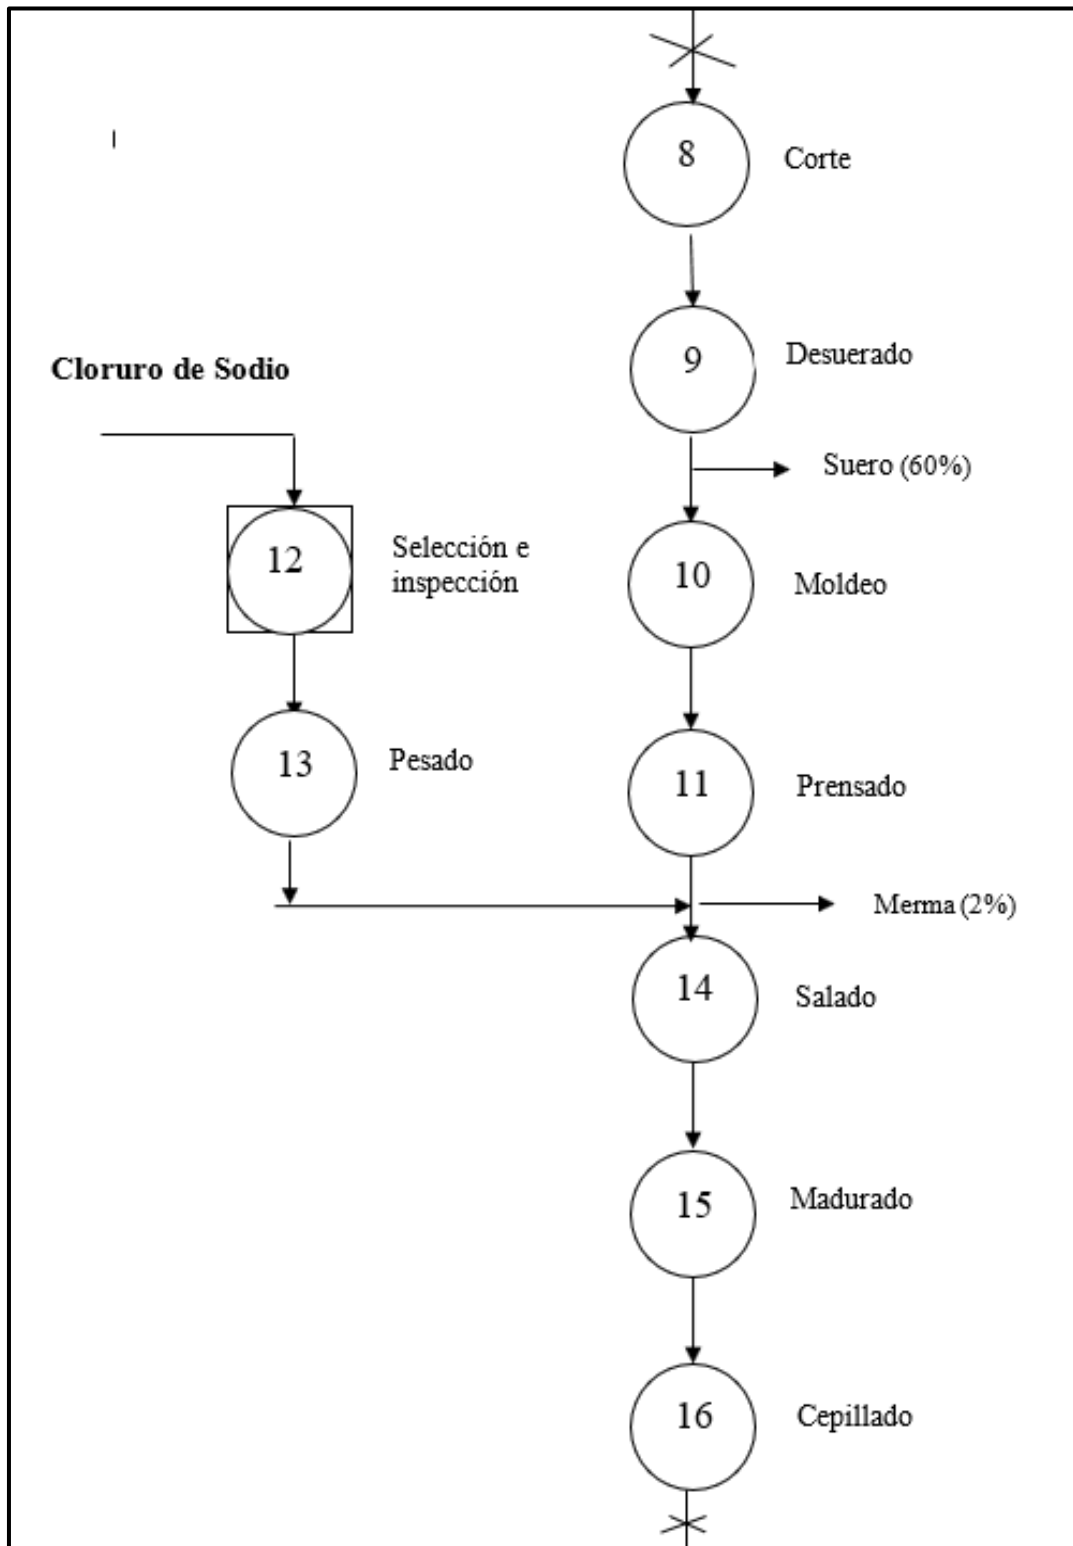 8
Corte
9
Desuerado
Cloruro de Sodio
Suero (60%)
12
Selección e
inspección
10
Moldeo
13
Pesado
11
Prensado
Merma (2%)
14
Salado
15
Madurado
16
Cepillado